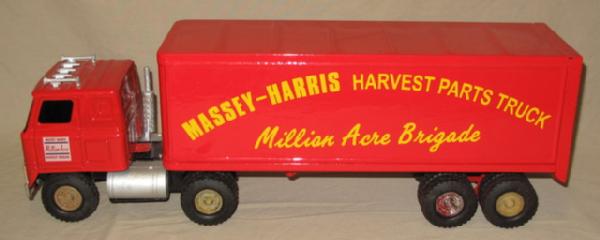 MASSEY-HARRIS HARVEST PARTS TRUCK
Million Acre Brigade